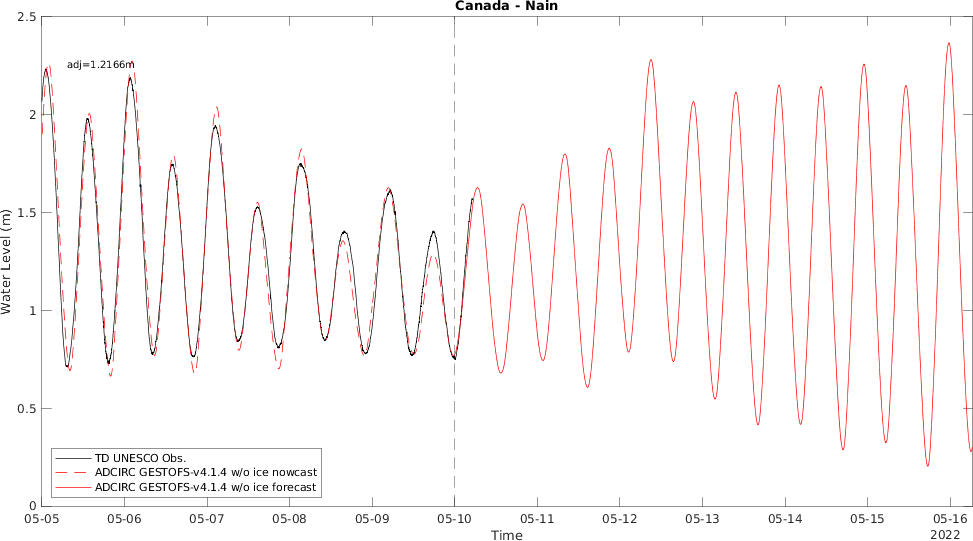 Canada - Nain
2.5
2
1.5
1
0.5
0
Water Level (m)
adj=1.2166m
TD UNESCO Obs.
ADCIRC GESTOFS-v4.1.4 w/o ice nowcast
ADCIRC GESTOFS-v4.1.4 w/o ice forecast
05-05 05-06 05-07 05-08 05-09 05-10 05-11 05-12 05-13 05-14 05-15 05-16
Time
2022